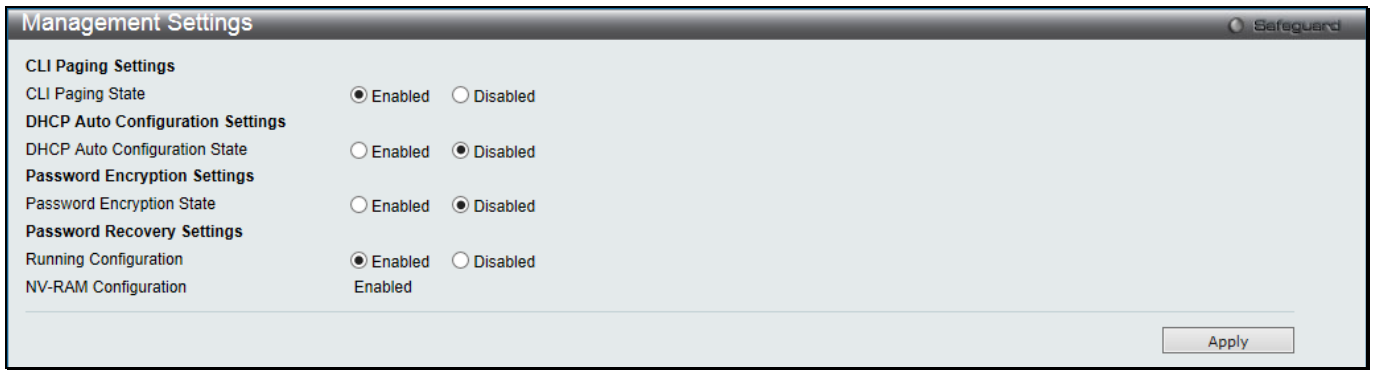 Management Settings
Safeguard
CLI Paging Settings
CLI Paging State Enabled Disabled
DHCP Auto Configuration Settings
DHCP Auto Configuration State Enabled Disabled
Password Encryption Settings
Password Encryption State Enabled Disabled
Password Recovery Settings
Running Configuration Enabled Disabled
NV-RAM Configuration Enabled
Apply